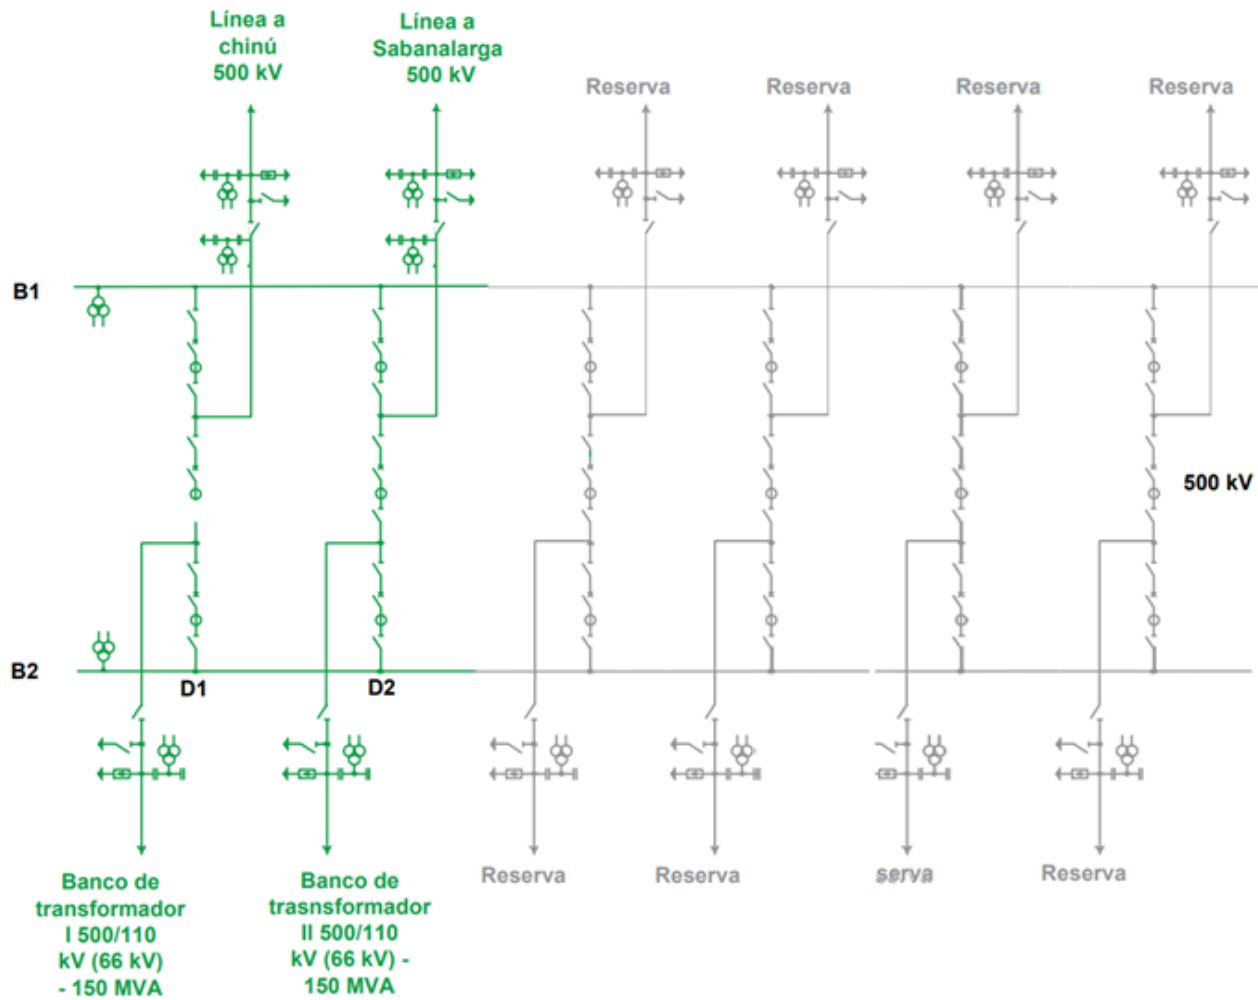 Línea a
chinú
500 kV
Línea a
Sabanalarga
500 kV
Reserva
Reserva
Reserva
Reserva
B1
500 kV
B2
D1
D2
Banco de
transformador
I 500/110
kV (66 kV)
- 150 MVA
Banco de
trasnsformador
II 500/110
kV (66 kV) -
150 MVA
Reserva
Reserva
serva
Reserva